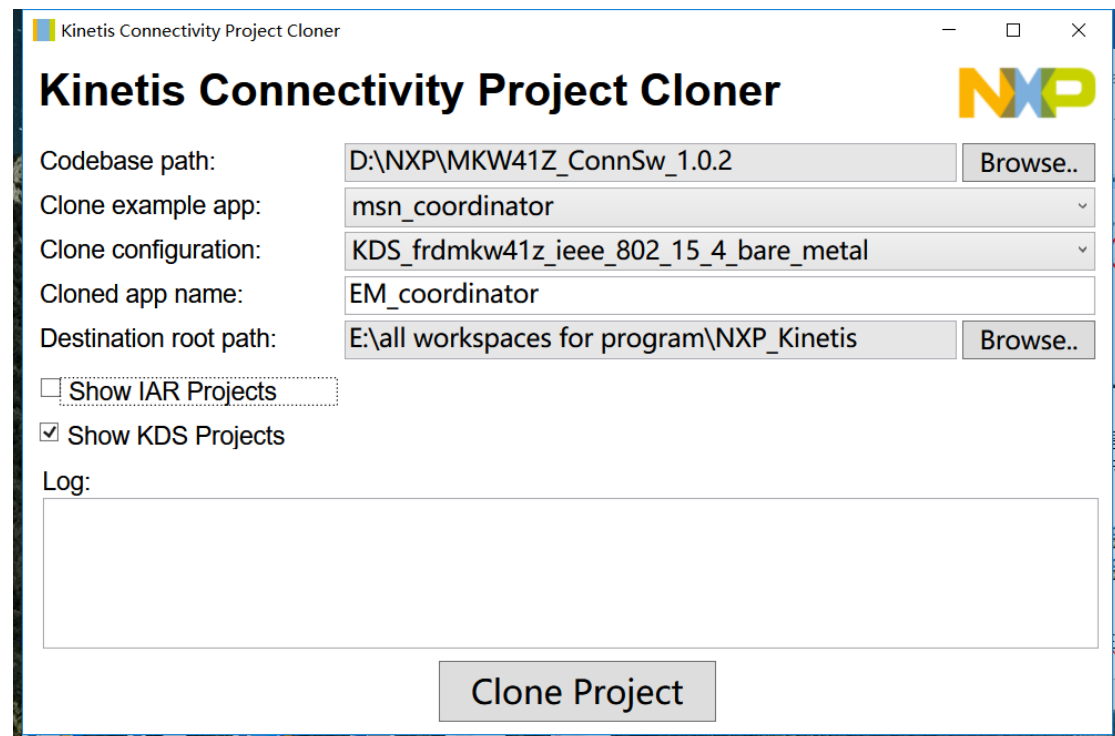 Kinetis Connectivity Project Cloner
Kinetis Connectivity Project Cloner NXP
Codebase path: D:\NXP\MKW41Z_ConnSw_1.0.2 Browse..
Clone example app: msn_coordinator
Clone configuration: KDS_frdmkw41z_ieee_802_15_4_bare_metal
Cloned app name: EM_coordinator
Destination root path: E:\all workspaces for program\NXP_Kinetis Browse..
Show IAR Projects
Show KDS Projects
Log:
Clone Project